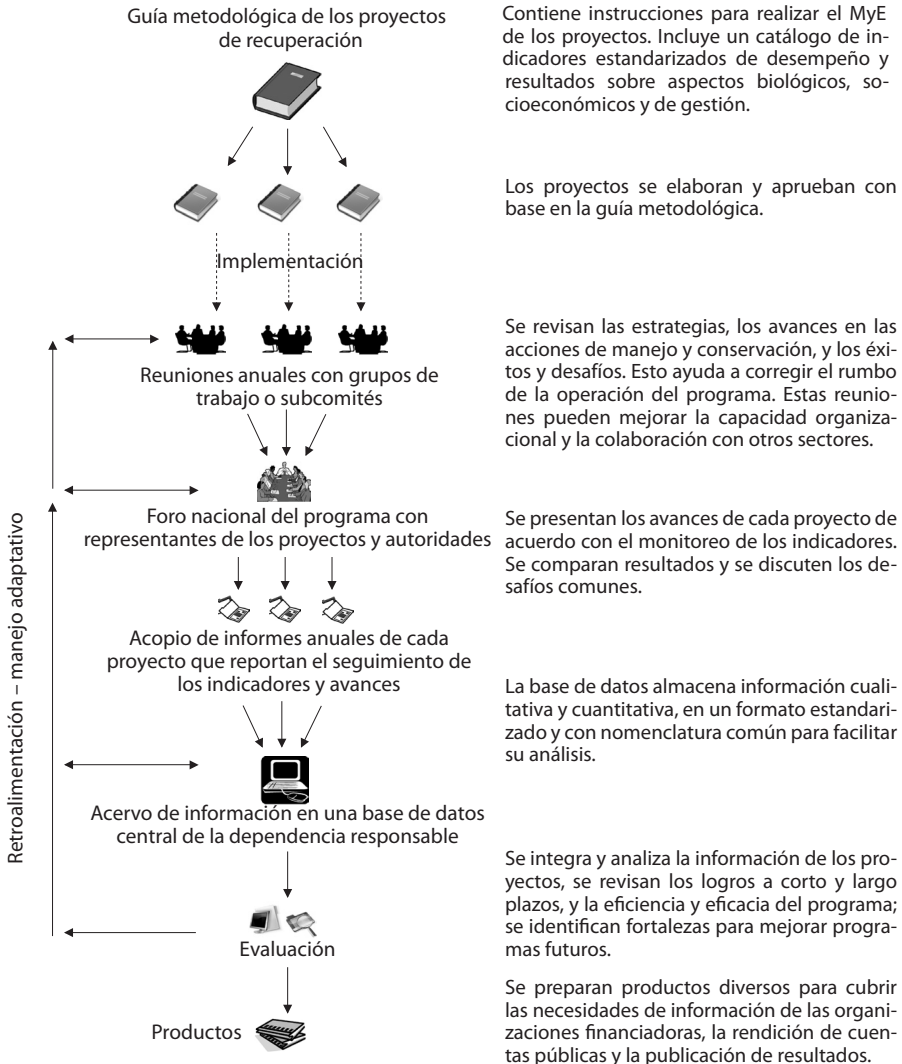 Guía metodológica de los proyectos
de recuperación
Contiene instrucciones para realizar el MyE
de los proyectos. Incluye un catálogo de in-
dicadores estandarizados de desempeño y
resultados sobre aspectos biológicos, so-
cioeconómicos y de gestión.
Los proyectos se elaboran y aprueban con
base en la guía metodológica.
Implementación
Reuniones anuales con grupos de
trabajo o subcomités
Se revisan las estrategias, los avances en las
acciones de manejo y conservación, y los éxi-
tos y desafíos. Esto ayuda a corregir el rumbo
de la operación del programa. Estas reunio-
nes pueden mejorar la capacidad organiza-
cional y la colaboración con otros sectores.
Foro nacional del programa con
representantes de los proyectos y autoridades
Se presentan los avances de cada proyecto de
acuerdo con el monitoreo de los indicadores.
Se comparan resultados y se discuten los de-
safíos comunes.
Acopio de informes anuales de cada
proyecto que reportan el seguimiento de
los indicadores y avances
La base de datos almacena información cuali-
tativa y cuantitativa, en un formato estandari-
zado y con nomenclatura común para facilitar
su análisis.
Acervo de información en una base de datos
central de la dependencia responsable
Se integra y analiza la información de los pro-
yectos, se revisan los logros a corto y largo
plazos, y la eficiencia y eficacia del programa;
se identifican fortalezas para mejorar progra-
mas futuros.
Evaluación
Se preparan productos diversos para cubrir
las necesidades de información de las organi-
zaciones financiadoras, la rendición de cuen-
tas públicas y la publicación de resultados.
Productos
Retroalimentación – manejo adaptativo